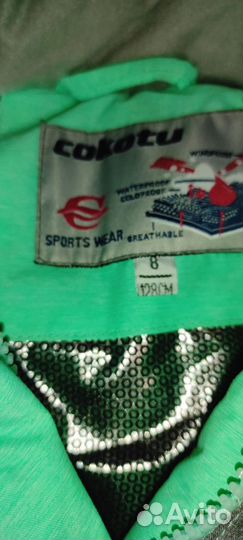 cokotu
WINDPROOF
WATERPROOF
COLDPROOF
SPORTS WEAR
BREATHABLE
8
128CM
Avito